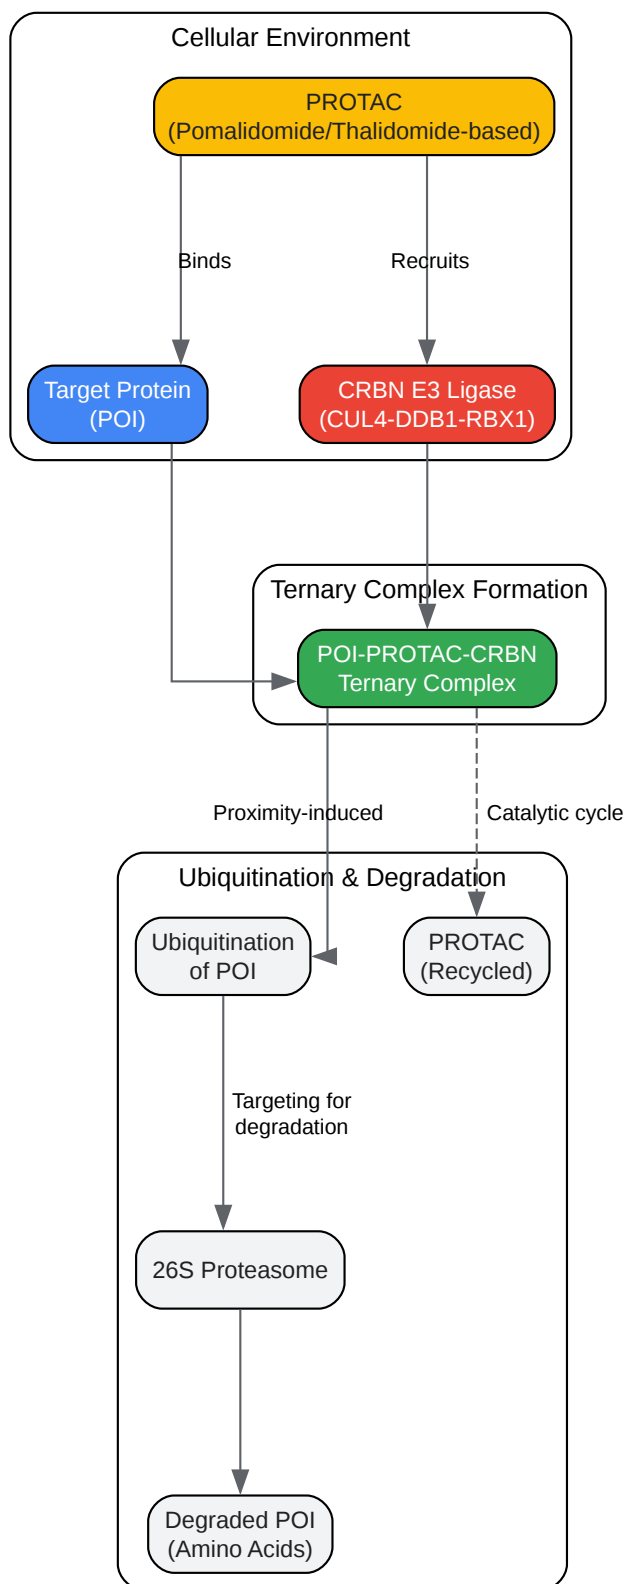 Cellular Environment
PROTAC
(Pomalidomide/Thalidomide-based)
Binds
Recruits
Target Protein
(POI)
CRBN E3 Ligase
(CUL4-DDB1-RBX1)
Ternary Complex Formation
POI-PROTAC-CRBN
Ternary Complex
Proximity-induced
Catalytic cycle
Ubiquitination & Degradation
Ubiquitination
of POI
PROTAC
(Recycled)
Targeting for
degradation
26S Proteasome
Degraded POI
(Amino Acids)